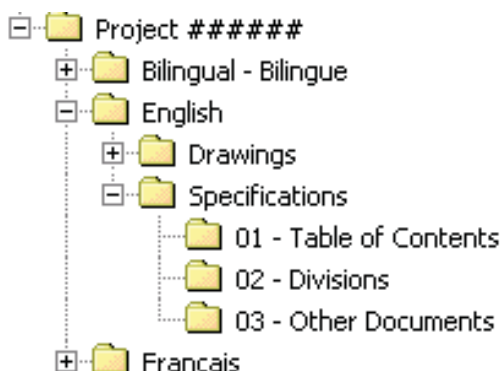 Project ######
Bilingual - Bilingue
English
Drawings
Specifications
01 - Table of Contents
02 - Divisions
03 - Other Documents
Francais